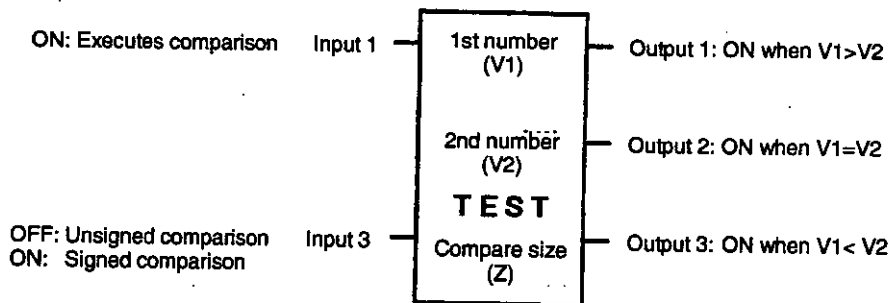 ON: Executes comparison Input 1 1st number Output 1: ON when V1>V2
(V1)
2nd number Output 2: ON when V1=V2
(V2)
TEST
OFF: Unsigned comparison Input 3 Output 3: ON when V1< V2
ON: Signed comparison Compare size
(Z)